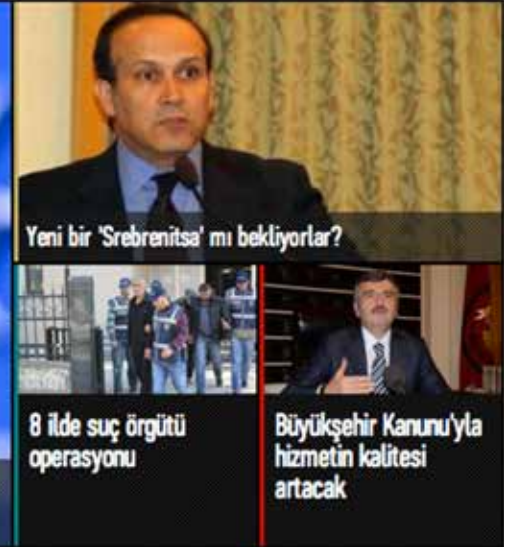 Yeni bir 'Srebrenitsa' mı bekliyorlar?
8 ilde suç örgütü
operasyonu
Büyükşehir Kanunu'yla
hizmetin kalitesi
artacak